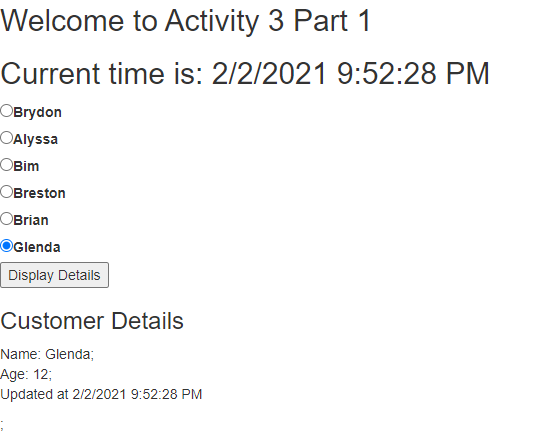 Welcome to Activity 3 Part 1
Current time is: 2/2/2021 9:52:28 PM
Brydon
Alyssa
Bim
Breston
Brian
Glenda
Display Details
Customer Details
Name: Glenda;
Age: 12;
Updated at 2/2/2021 9:52:28 PM
;